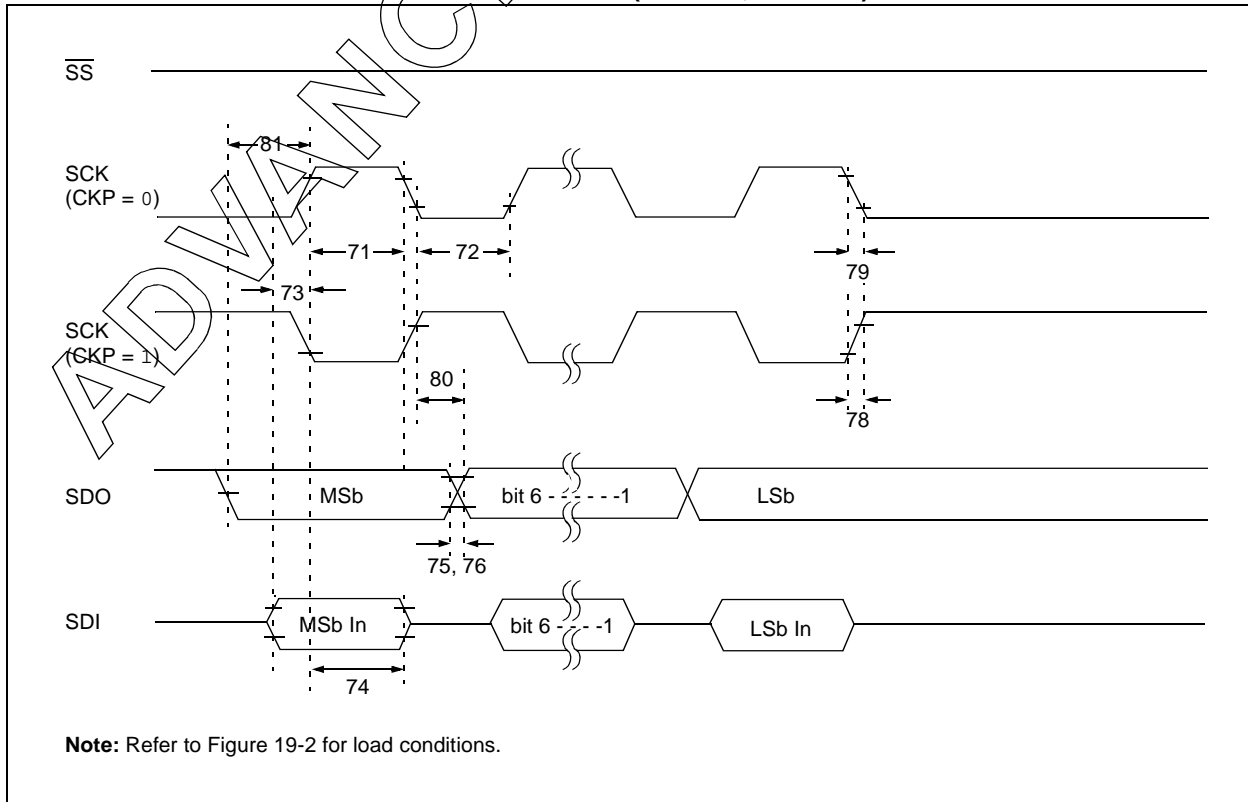 SS
81
SCK
(CKP = 0)
71
72
79
73
SCK
(CKP = 1)
80
78
SDO
MSb
bit 6 - - - - - -1
LSb
75, 76
SDI
MSb In
bit 6 - - - - -1
LSb In
74
Note: Refer to Figure 19-2 for load conditions.